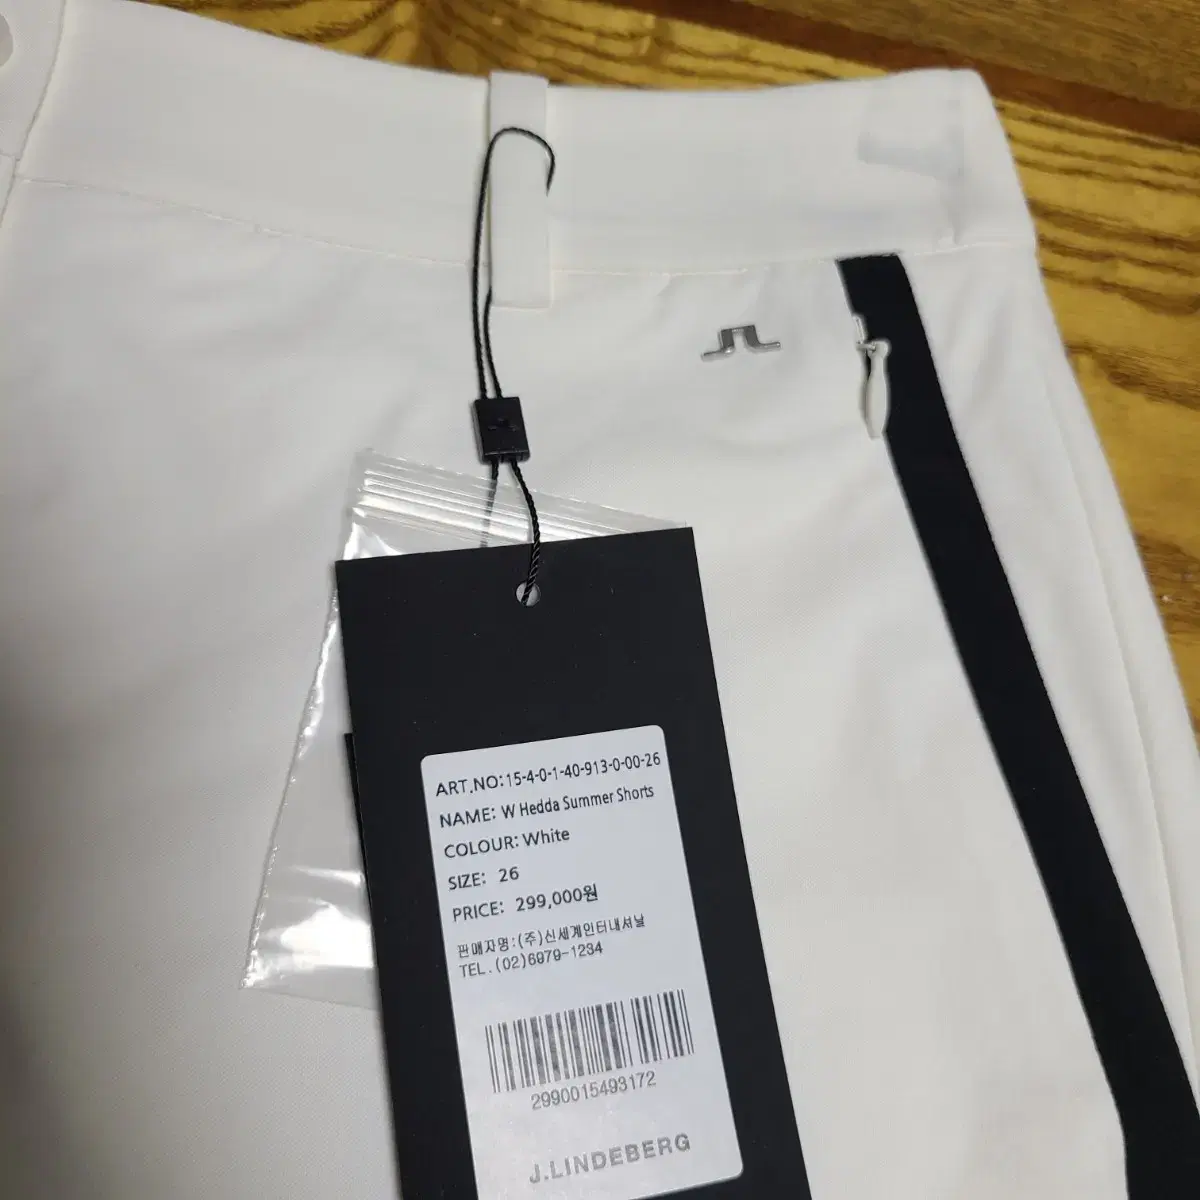 ART.NO:15-4-0-1-40-913-0-00-26
NAME: W Hedda Summer Shorts
COLOUR: White
SIZE: 26
PRICE: 299,000원
판매자명:(주)신세계인터내셔날
TEL.(02)6979-1234
2990015493172
J.LINDEBERG